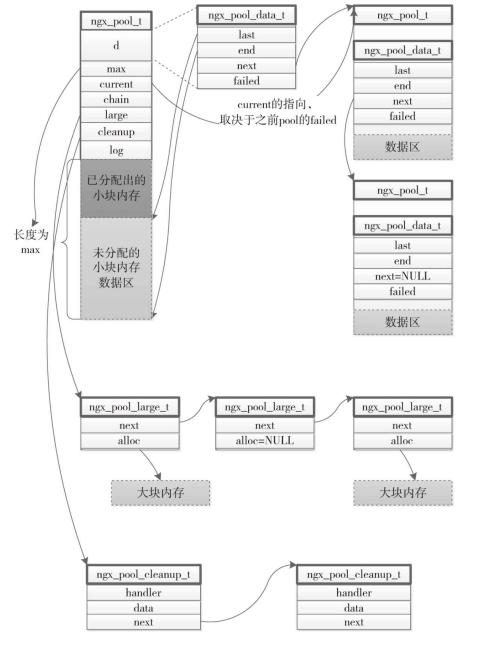 ngx_pool_t
d
max
current
chain
large
cleanup
log
已分配出的
小块内存
未分配的
小块内存
数据区
长度为
max
ngx_pool_data_t
last
end
next
failed
current的指向，
取决于之前pool的failed
ngx_pool_t
ngx_pool_data_t
last
end
next
failed
数据区
ngx_pool_t
ngx_pool_data_t
last
end
next=NULL
failed
数据区
ngx_pool_large_t
next
alloc
大块内存
ngx_pool_large_t
next
alloc=NULL
ngx_pool_large_t
next
alloc
大块内存
ngx_pool_cleanup_t
handler
data
next
ngx_pool_cleanup_t
handler
data
next